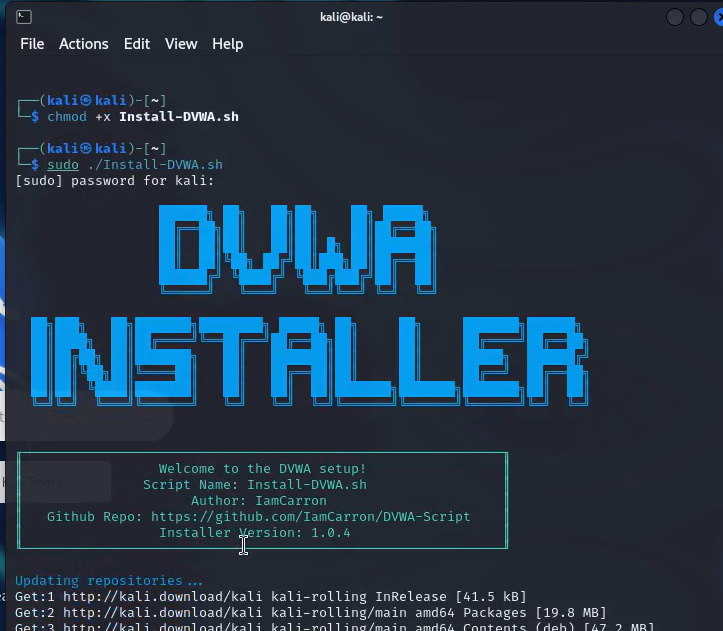 kali@kali: ~
File Actions Edit View Help
┌──(kali㉿kali)-[~]
└─$ chmod +x Install-DVWA.sh
┌──(kali㉿kali)-[~]
└─$ sudo ./Install-DVWA.sh
[sudo] password for kali:
DVWA
INSTALLER
Welcome to the DVWA setup!
Script Name: Install-DVWA.sh
Author: IamCarron
Github Repo: https://github.com/IamCarron/DVWA-Script
Installer Version: 1.0.4
Updating repositories...
Get:1 http://kali.download/kali kali-rolling InRelease [41.5 kB]
Get:2 http://kali.download/kali kali-rolling/main amd64 Packages [19.8 MB]
Get:3 http://kali.download/kali kali-rolling/main amd64 Contents (deb) [47.2 MB]